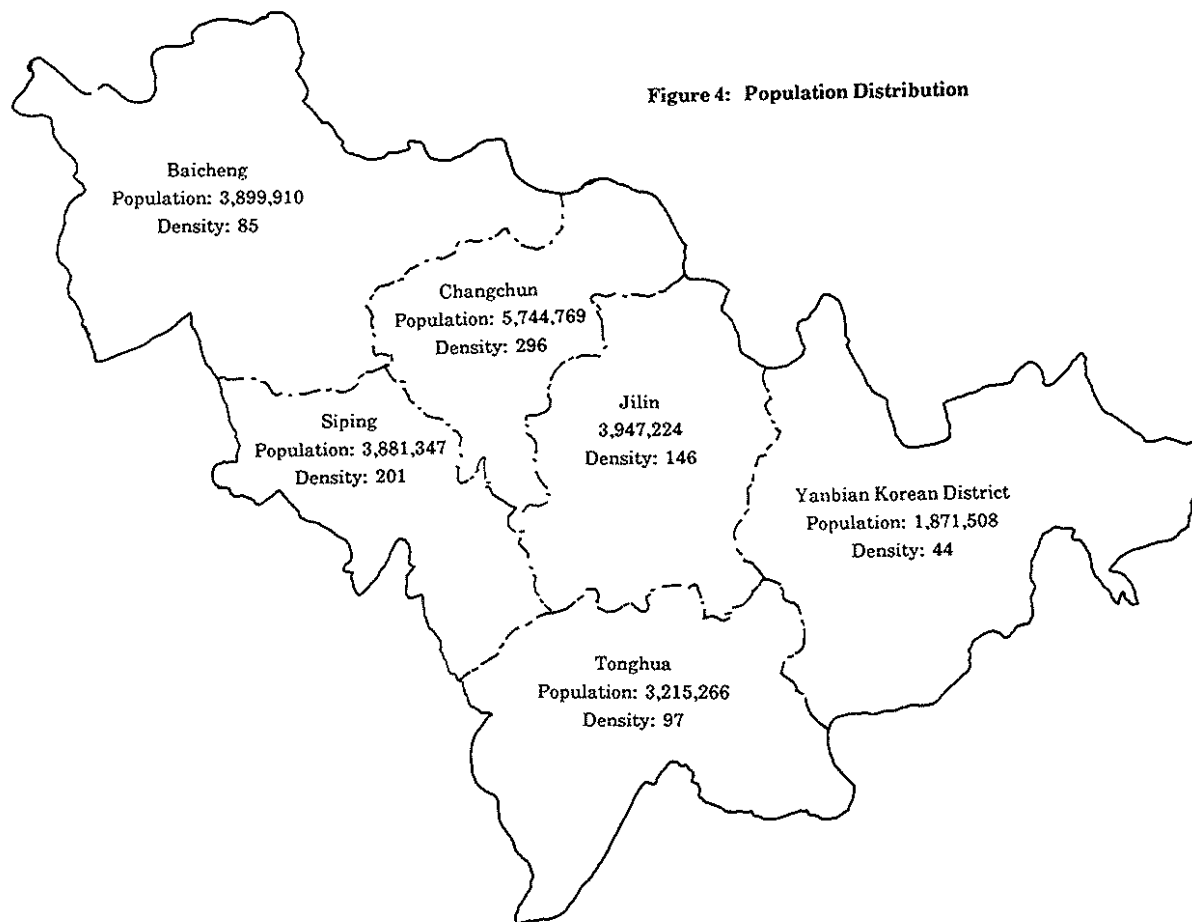 Figure 4: Population Distribution
Baicheng
Population: 3,899,910
Density: 85
Changchun
Population: 5,744,769
Density: 296
Siping
Population: 3,881,347
Density: 201
Jilin
3,947,224
Density: 146
Yanbian Korean District
Population: 1,871,508
Density: 44
Tonghua
Population: 3,215,266
Density: 97